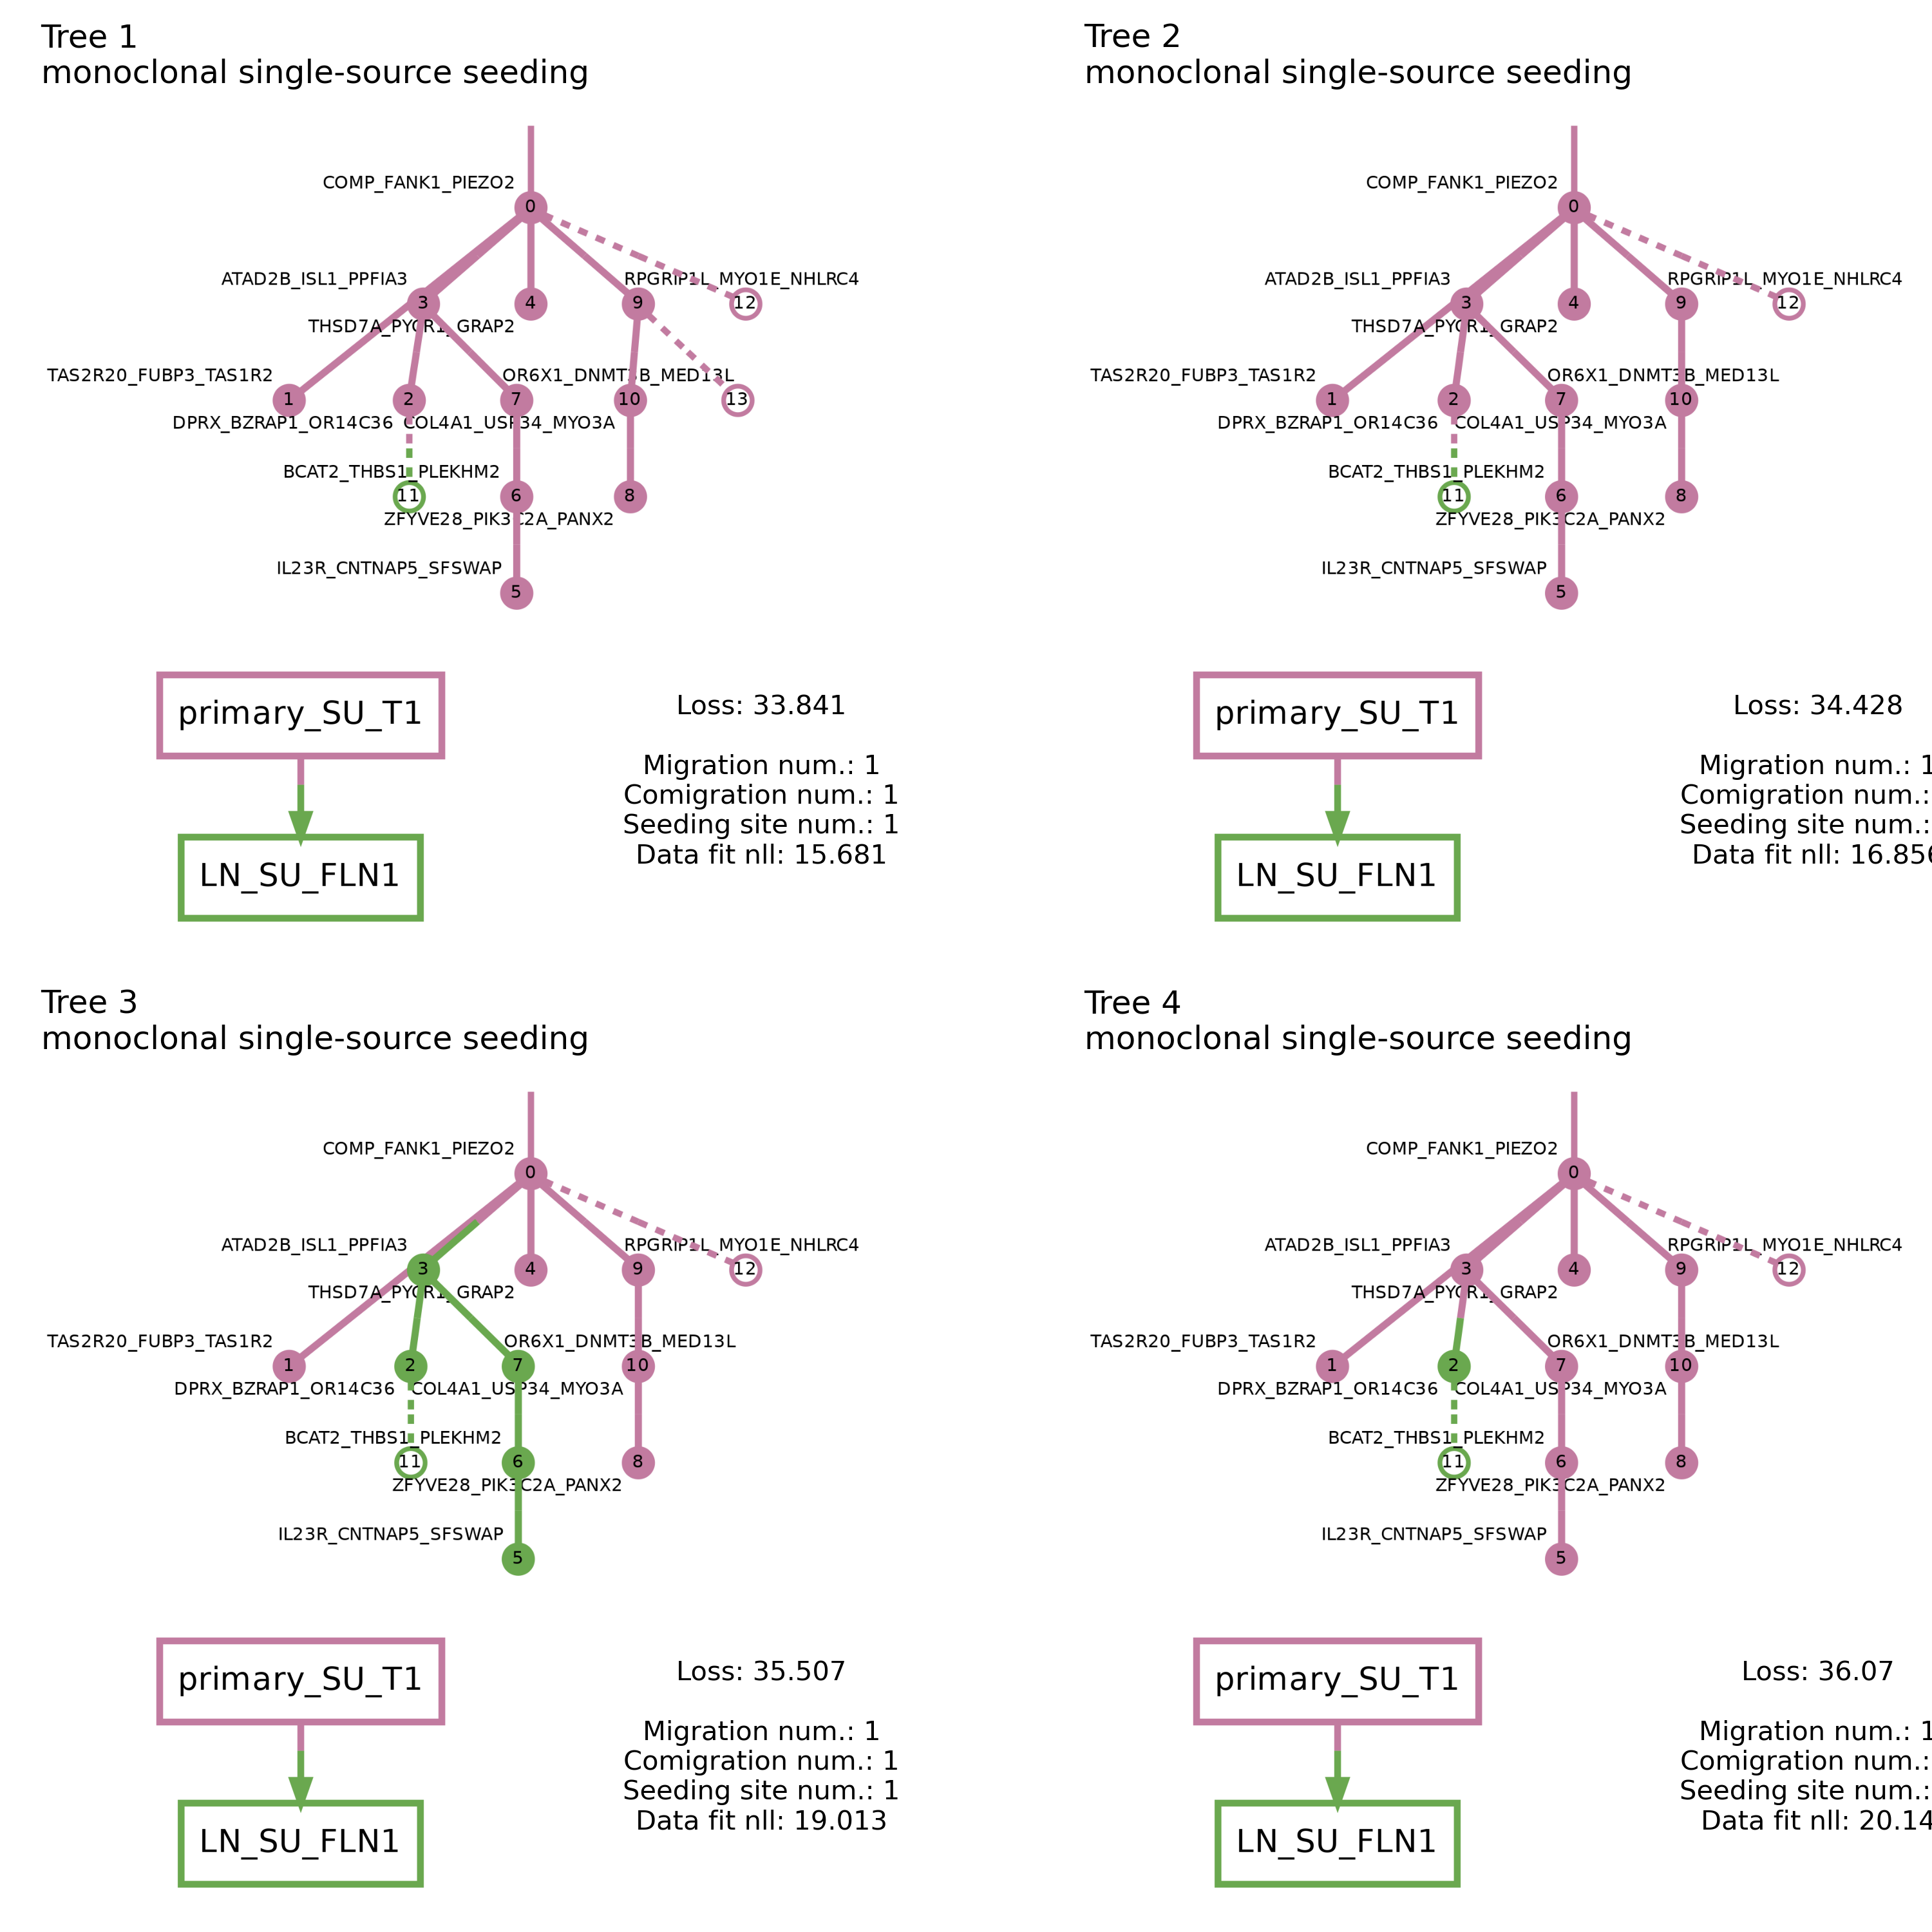 Tree 1
monoclonal single-source seeding
COMP_FANK1_PIEZO2
0
ATAD2B_ISL1_PPFIA3
RPGRIP1L_MYO1E_NHLRC4
3
4
9
12
THSD7A_PYCR1_GRAP2
TAS2R20_FUBP3_TAS1R2
OR6X1_DNMT3B_MED13L
1
2
7
10
13
DPRX_BZRAP1_OR14C36
COL4A1_USP34_MYO3A
BCAT2_THBS1_PLEKHM2
11
6
8
ZFYVE28_PIK3C2A_PANX2
IL23R_CNTNAP5_SFSWAP
5
primary_SU_T1
LN_SU_FLN1
Loss: 33.841
Migration num.: 1
Comigration num.: 1
Seeding site num.: 1
Data fit nll: 15.681
Tree 2
monoclonal single-source seeding
COMP_FANK1_PIEZO2
0
ATAD2B_ISL1_PPFIA3
RPGRIP1L_MYO1E_NHLRC4
3
4
9
12
THSD7A_PYCR1_GRAP2
TAS2R20_FUBP3_TAS1R2
OR6X1_DNMT3B_MED13L
1
2
7
10
DPRX_BZRAP1_OR14C36
COL4A1_USP34_MYO3A
BCAT2_THBS1_PLEKHM2
11
6
8
ZFYVE28_PIK3C2A_PANX2
IL23R_CNTNAP5_SFSWAP
5
primary_SU_T1
LN_SU_FLN1
Loss: 34.428
Migration num.: 1
Comigration num.:
Seeding site num.:
Data fit nll: 16.856
Tree 3
monoclonal single-source seeding
COMP_FANK1_PIEZO2
0
ATAD2B_ISL1_PPFIA3
RPGRIP1L_MYO1E_NHLRC4
3
4
9
12
THSD7A_PYCR1_GRAP2
TAS2R20_FUBP3_TAS1R2
OR6X1_DNMT3B_MED13L
1
2
7
10
DPRX_BZRAP1_OR14C36
COL4A1_USP34_MYO3A
BCAT2_THBS1_PLEKHM2
11
6
8
ZFYVE28_PIK3C2A_PANX2
IL23R_CNTNAP5_SFSWAP
5
primary_SU_T1
LN_SU_FLN1
Loss: 35.507
Migration num.: 1
Comigration num.: 1
Seeding site num.: 1
Data fit nll: 19.013
Tree 4
monoclonal single-source seeding
COMP_FANK1_PIEZO2
0
ATAD2B_ISL1_PPFIA3
RPGRIP1L_MYO1E_NHLRC4
3
4
9
12
THSD7A_PYCR1_GRAP2
TAS2R20_FUBP3_TAS1R2
OR6X1_DNMT3B_MED13L
1
2
7
10
DPRX_BZRAP1_OR14C36
COL4A1_USP34_MYO3A
BCAT2_THBS1_PLEKHM2
11
6
8
ZFYVE28_PIK3C2A_PANX2
IL23R_CNTNAP5_SFSWAP
5
primary_SU_T1
LN_SU_FLN1
Loss: 36.07
Migration num.: 1
Comigration num.:
Seeding site num.:
Data fit nll: 20.14